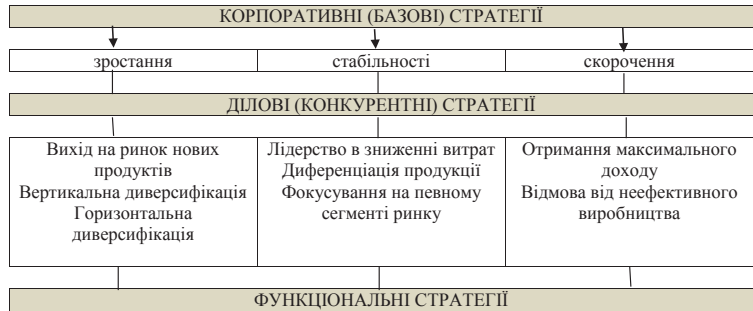 КОРПОРАТИВНІ (БАЗОВІ) СТРАТЕГІЇ
зростання
стабільності
скорочення
ДІЛОВІ (КОНКУРЕНТНІ) СТРАТЕГІЇ
Вихід на ринок нових
продуктів
Вертикальна диверсифікація
Горизонтальна
диверсифікація
Лідерство в зниженні витрат
Диференціація продукції
Фокусування на певному
сегменті ринку
Отримання максимального
доходу
Відмова від неефективного
виробництва
ФУНКЦІОНАЛЬНІ СТРАТЕГІЇ